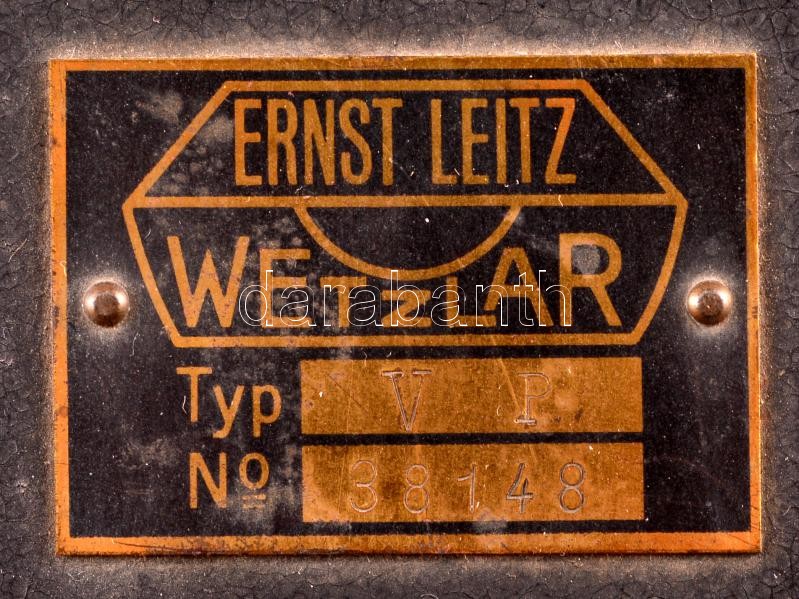 ERNST LEITZ
WETZLAR
darabanth
Typ V P
Nº 38148